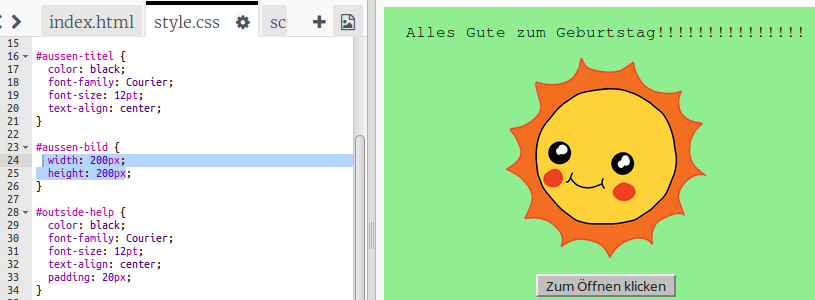 index.html style.css sc
15
16 #aussen-titel {
17 color: black;
18 font-family: Courier;
19 font-size: 12pt;
20 text-align: center;
21 }
22
23 #aussen-bild {
24 width: 200px;
25 height: 200px;
26 }
27
28 #outside-help {
29 color: black;
30 font-family: Courier;
31 font-size: 12pt;
32 text-align: center;
33 padding: 20px;
34 }
Alles Gute zum Geburtstag!!!!!!!!!!!!!!!
Zum Öffnen klicken